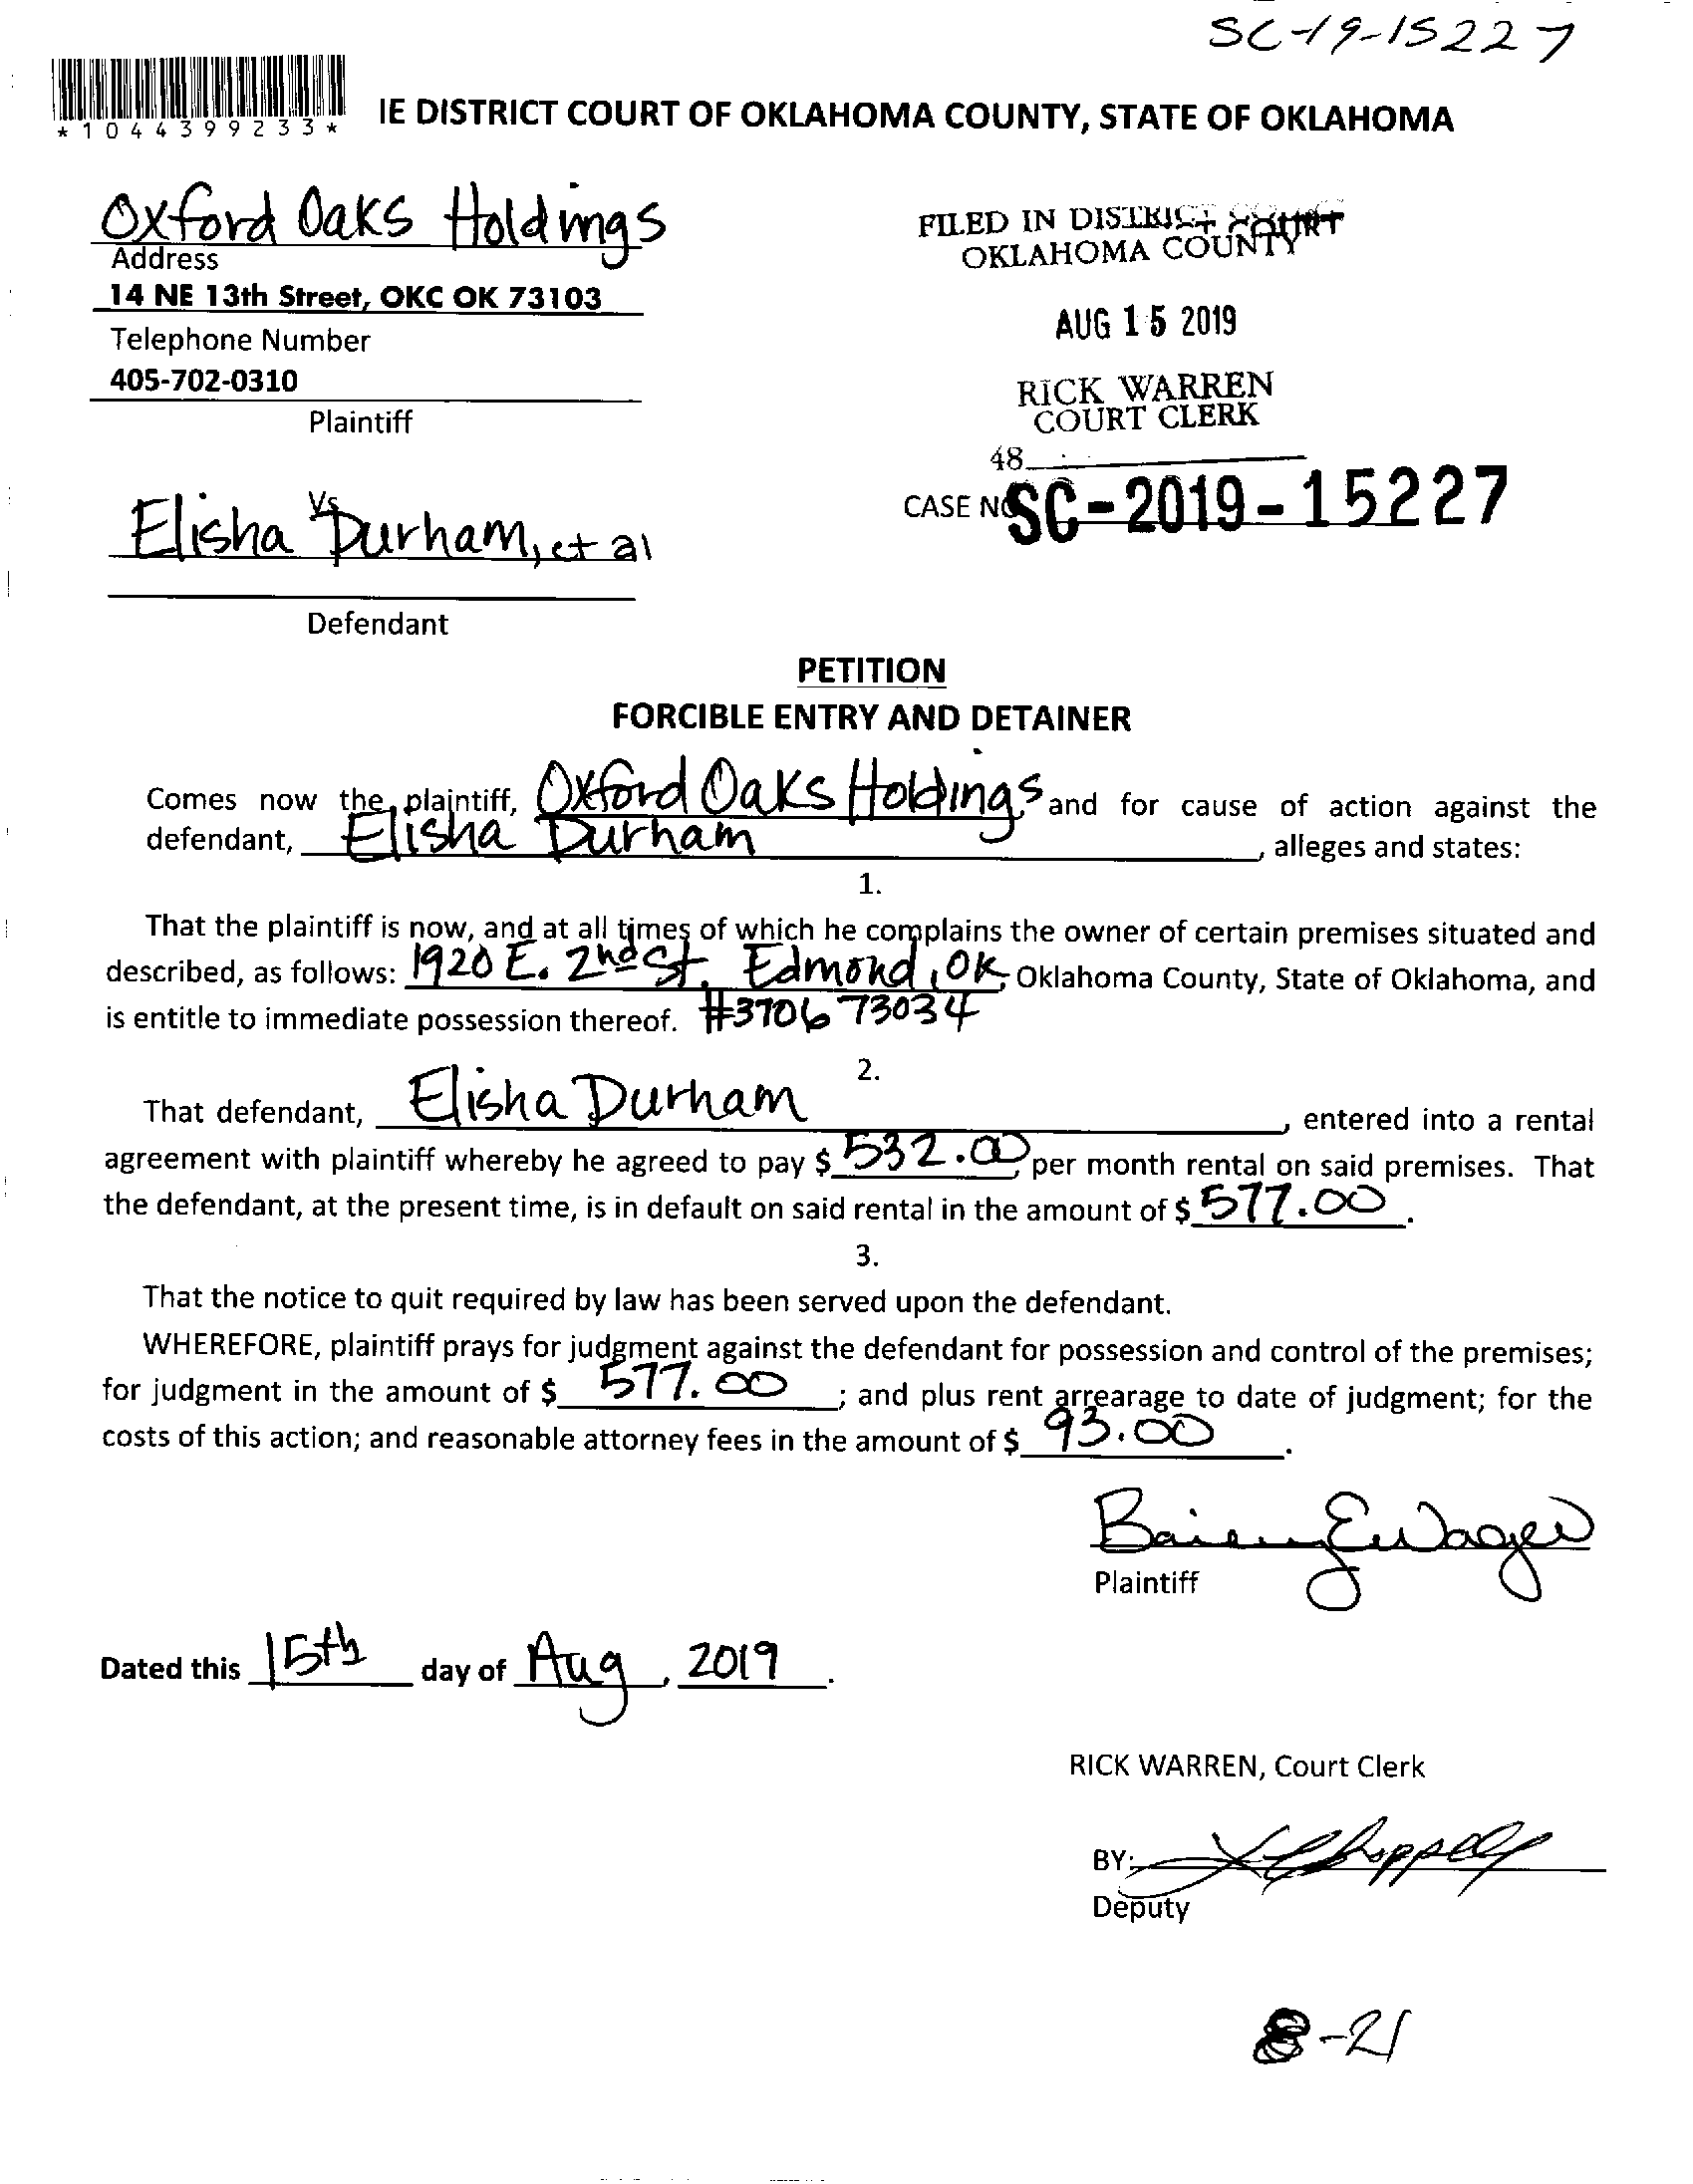 SC-19-15227
*1044399233*
IE DISTRICT COURT OF OKLAHOMA COUNTY, STATE OF OKLAHOMA
Oxford Oaks Holdings
Address
14 NE 13th Street, OKC OK 73103
Telephone Number
405-702-0310
Plaintiff
FILED IN DISTRICT COURT
OKLAHOMA COUNTY
AUG 15 2019
RICK WARREN
COURT CLERK
48
CASE NO SC-2019-15227
Vs
Elisha Durham, et al
Defendant
PETITION
FORCIBLE ENTRY AND DETAINER
Comes now the plaintiff, Oxford Oaks Holdings and for cause of action against the
defendant, Elisha Durham, alleges and states:
1.
That the plaintiff is now, and at all times of which he complains the owner of certain premises situated and
described, as follows: 1920 E. 2nd St. Edmond, OK, Oklahoma County, State of Oklahoma, and
is entitle to immediate possession thereof. #3706 73034
2.
That defendant, Elisha Durham, entered into a rental
agreement with plaintiff whereby he agreed to pay $ 532.00, per month rental on said premises. That
the defendant, at the present time, is in default on said rental in the amount of $ 577.00.
3.
That the notice to quit required by law has been served upon the defendant.
WHEREFORE, plaintiff prays for judgment against the defendant for possession and control of the premises;
for judgment in the amount of $ 577.00; and plus rent arrearage to date of judgment; for the
costs of this action; and reasonable attorney fees in the amount of $ 93.00.
Plaintiff
Dated this 15th day of Aug, 2019.
RICK WARREN, Court Clerk
BY:
Deputy
8-21